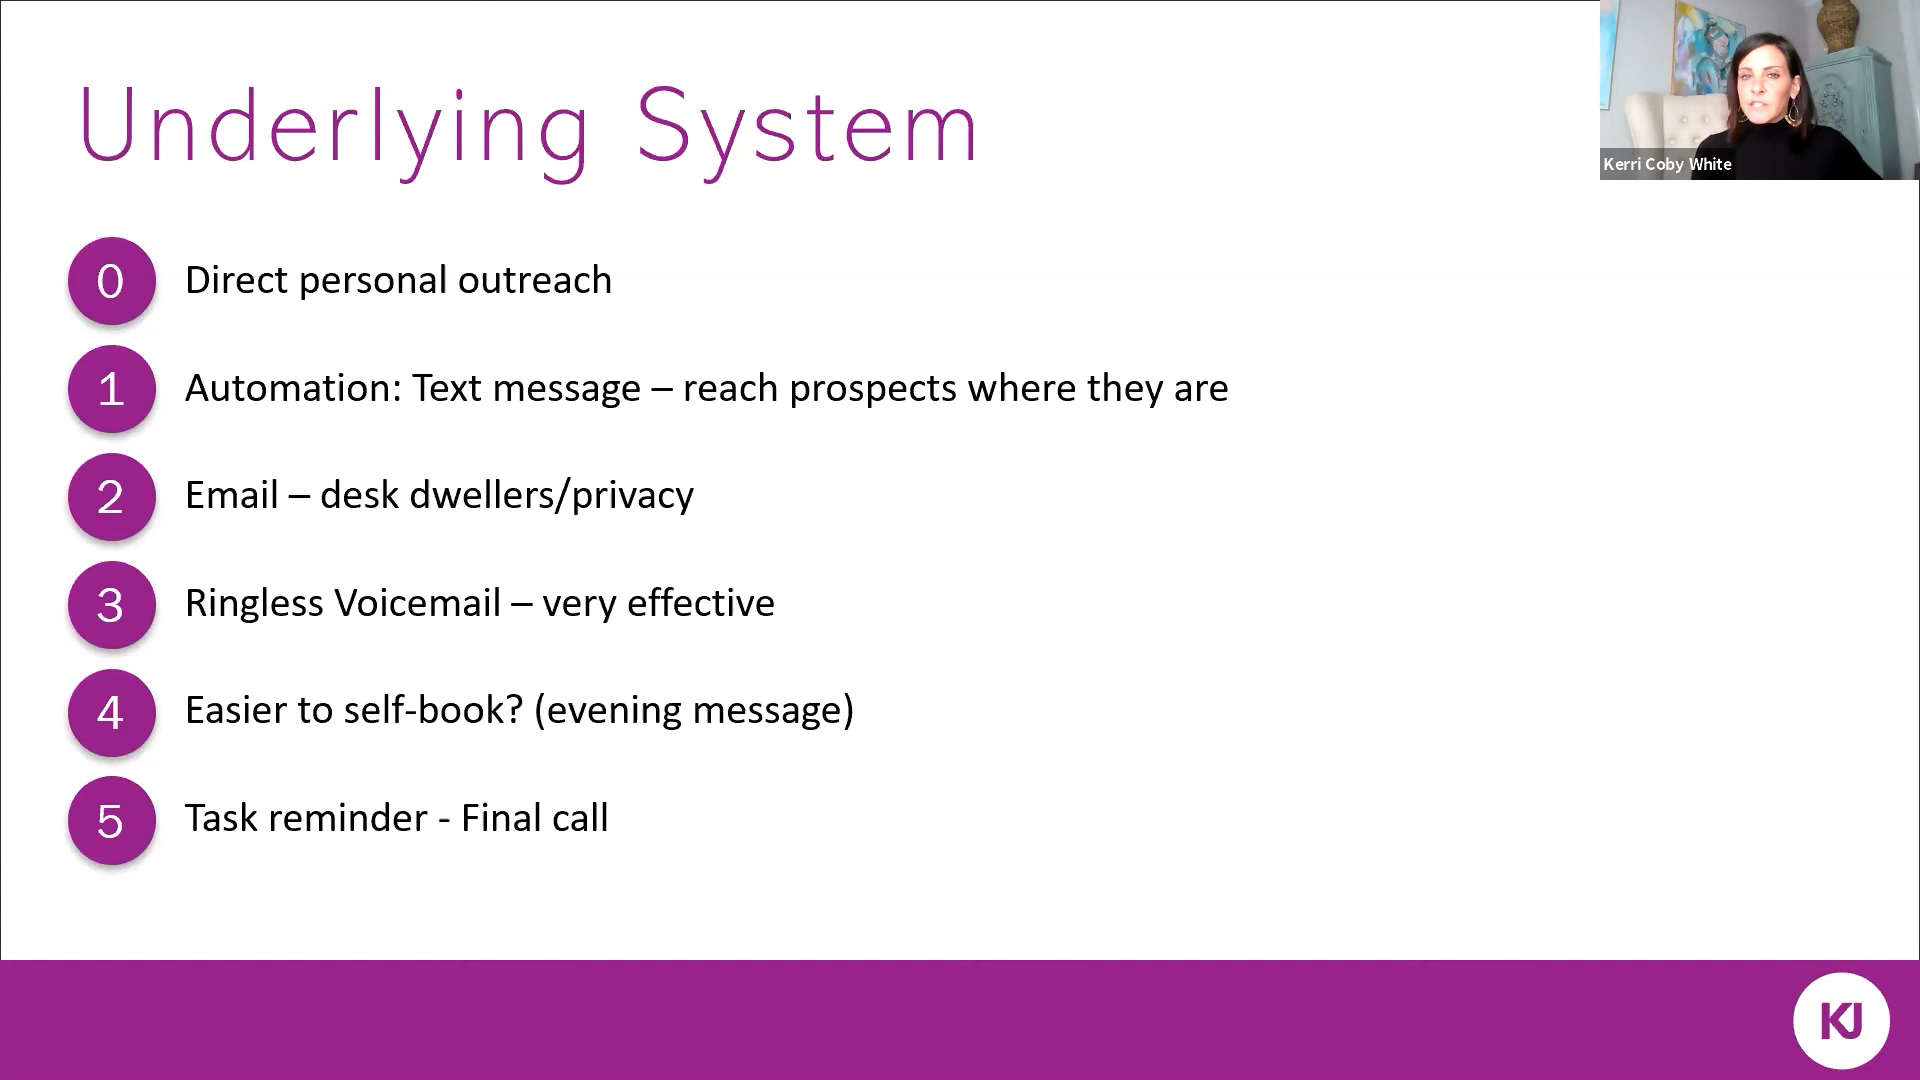 Underlying System
Kerri Coby White
0 Direct personal outreach
1 Automation: Text message – reach prospects where they are
2 Email – desk dwellers/privacy
3 Ringless Voicemail – very effective
4 Easier to self-book? (evening message)
5 Task reminder - Final call
KJ